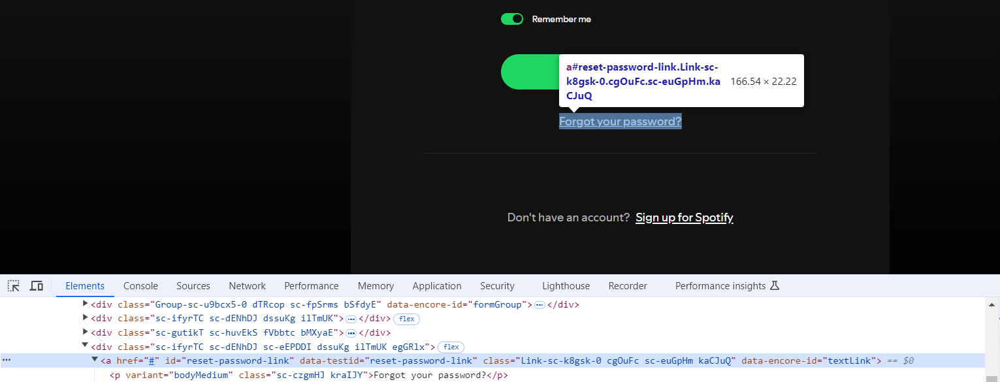 Remember me
a#reset-password-link.Link-sc-
k8gsk-0.cgOuFc.sc-euGpHm.ka
CJuQ
166.54 × 22.22
Forgot your password?
Don't have an account? Sign up for Spotify
Elements Console Sources Network Performance Memory Application Security Lighthouse Recorder Performance insights
<div class="Group-sc-u9bcx5-0 dTRcop sc-fpSrms bSfdyE" data-encore-id="formGroup">…</div>
<div class="sc-ifyrTC sc-dENhDJ dssuKg ilTmUK">…</div> flex
<div class="sc-gutikT sc-huvEkS fVbbtc bMXyaE">…</div>
<div class="sc-ifyrTC sc-dENhDJ sc-eEPDDI dssuKg ilTmUK egGRlx"> flex
… <a href="#" id="reset-password-link" data-testid="reset-password-link" class="Link-sc-k8gsk-0 cgOuFc sc-euGpHm kaCJuQ" data-encore-id="textLink"> == $0
<p variant="bodyMedium" class="sc-czgmHJ kraIJY">Forgot your password?</p>